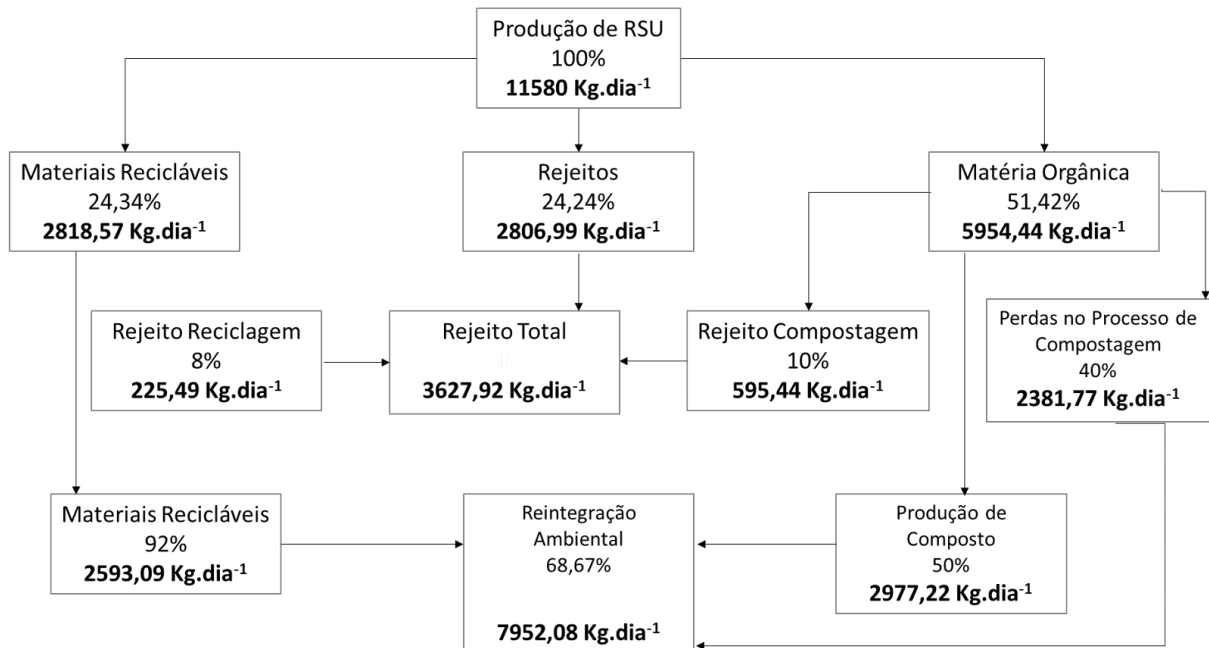 Produção de RSU
100%
11580 Kg.dia⁻¹
Materiais Recicláveis
24,34%
2818,57 Kg.dia⁻¹
Rejeitos
24,24%
2806,99 Kg.dia⁻¹
Matéria Orgânica
51,42%
5954,44 Kg.dia⁻¹
Rejeito Reciclagem
8%
225,49 Kg.dia⁻¹
Rejeito Total
3627,92 Kg.dia⁻¹
Rejeito Compostagem
10%
595,44 Kg.dia⁻¹
Perdas no Processo de
Compostagem
40%
2381,77 Kg.dia⁻¹
Materiais Recicláveis
92%
2593,09 Kg.dia⁻¹
Reintegração
Ambiental
68,67%
7952,08 Kg.dia⁻¹
Produção de
Composto
50%
2977,22 Kg.dia⁻¹